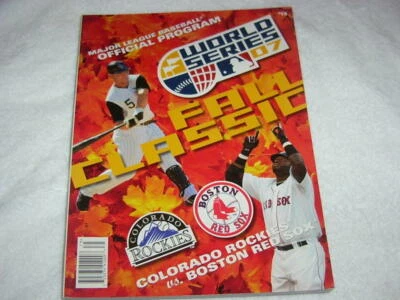 MAJOR LEAGUE BASEBALL
OFFICIAL PROGRAM
WORLD
SERIES
07
FALL
CLASSIC
5
BOSTON
RED SOX
SOX
COLORADO
ROCKIES
COLORADO ROCKIES
vs. BOSTON RED SOX